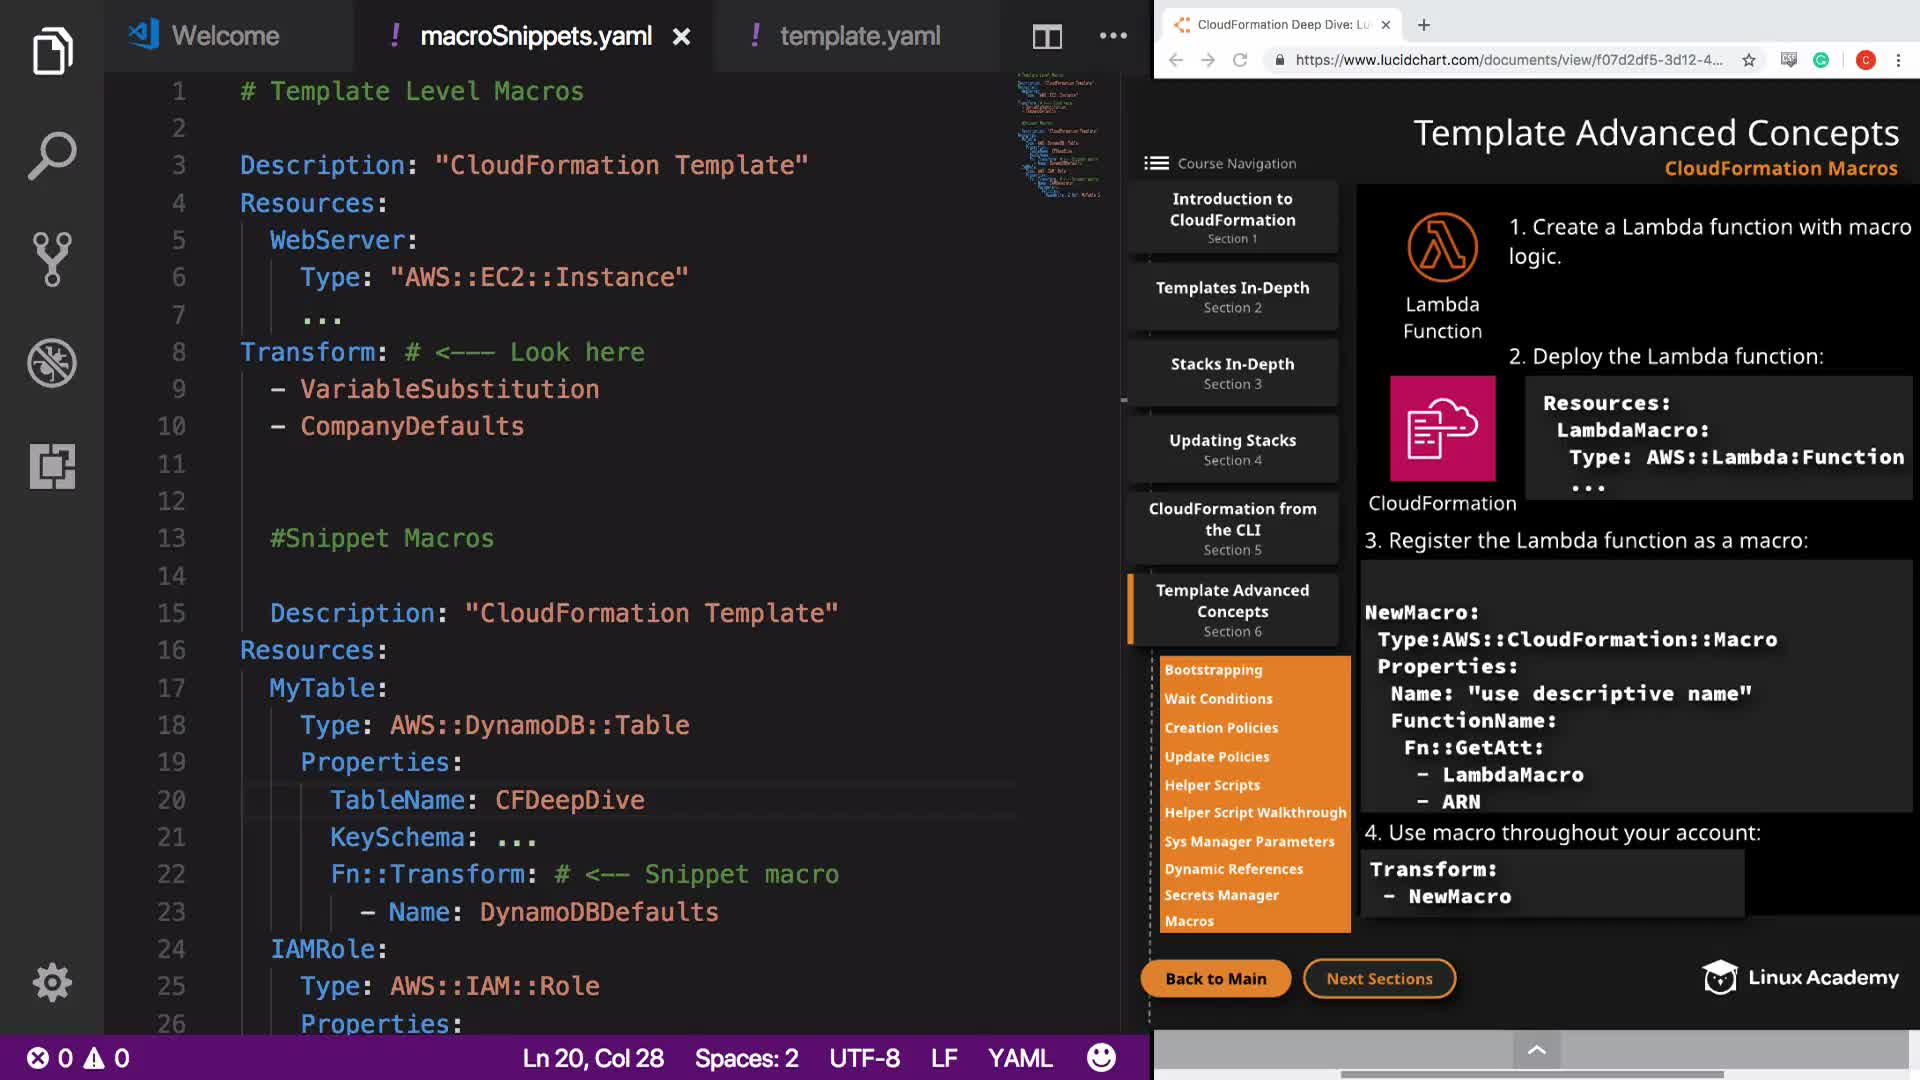 Welcome
! macroSnippets.yaml ×
! template.yaml
1 # Template Level Macros
2
3 Description: "CloudFormation Template"
4 Resources:
5 WebServer:
6 Type: "AWS::EC2::Instance"
7 ...
8 Transform: # <--- Look here
9 - VariableSubstitution
10 - CompanyDefaults
11
12
13 #Snippet Macros
14
15 Description: "CloudFormation Template"
16 Resources:
17 MyTable:
18 Type: AWS::DynamoDB::Table
19 Properties:
20 TableName: CFDeepDive
21 KeySchema: ...
22 Fn::Transform: # <-- Snippet macro
23 - Name: DynamoDBDefaults
24 IAMRole:
25 Type: AWS::IAM::Role
26 Properties:
0 0
Ln 20, Col 28 Spaces: 2 UTF-8 LF YAML
CloudFormation Deep Dive: Lu
https://www.lucidchart.com/documents/view/f07d2df5-3d12-4...
C
Template Advanced Concepts
CloudFormation Macros
Course Navigation
Introduction to
CloudFormation
Section 1
Templates In-Depth
Section 2
Stacks In-Depth
Section 3
Updating Stacks
Section 4
CloudFormation from
the CLI
Section 5
Template Advanced
Concepts
Section 6
Bootstrapping
Wait Conditions
Creation Policies
Update Policies
Helper Scripts
Helper Script Walkthrough
Sys Manager Parameters
Dynamic References
Secrets Manager
Macros
Back to Main
Next Sections
Lambda
Function
1. Create a Lambda function with macro
logic.
2. Deploy the Lambda function:
CloudFormation
Resources:
LambdaMacro:
Type: AWS::Lambda:Function
...
3. Register the Lambda function as a macro:
NewMacro:
Type:AWS::CloudFormation::Macro
Properties:
Name: "use descriptive name"
FunctionName:
Fn::GetAtt:
- LambdaMacro
- ARN
4. Use macro throughout your account:
Transform:
- NewMacro
Linux Academy